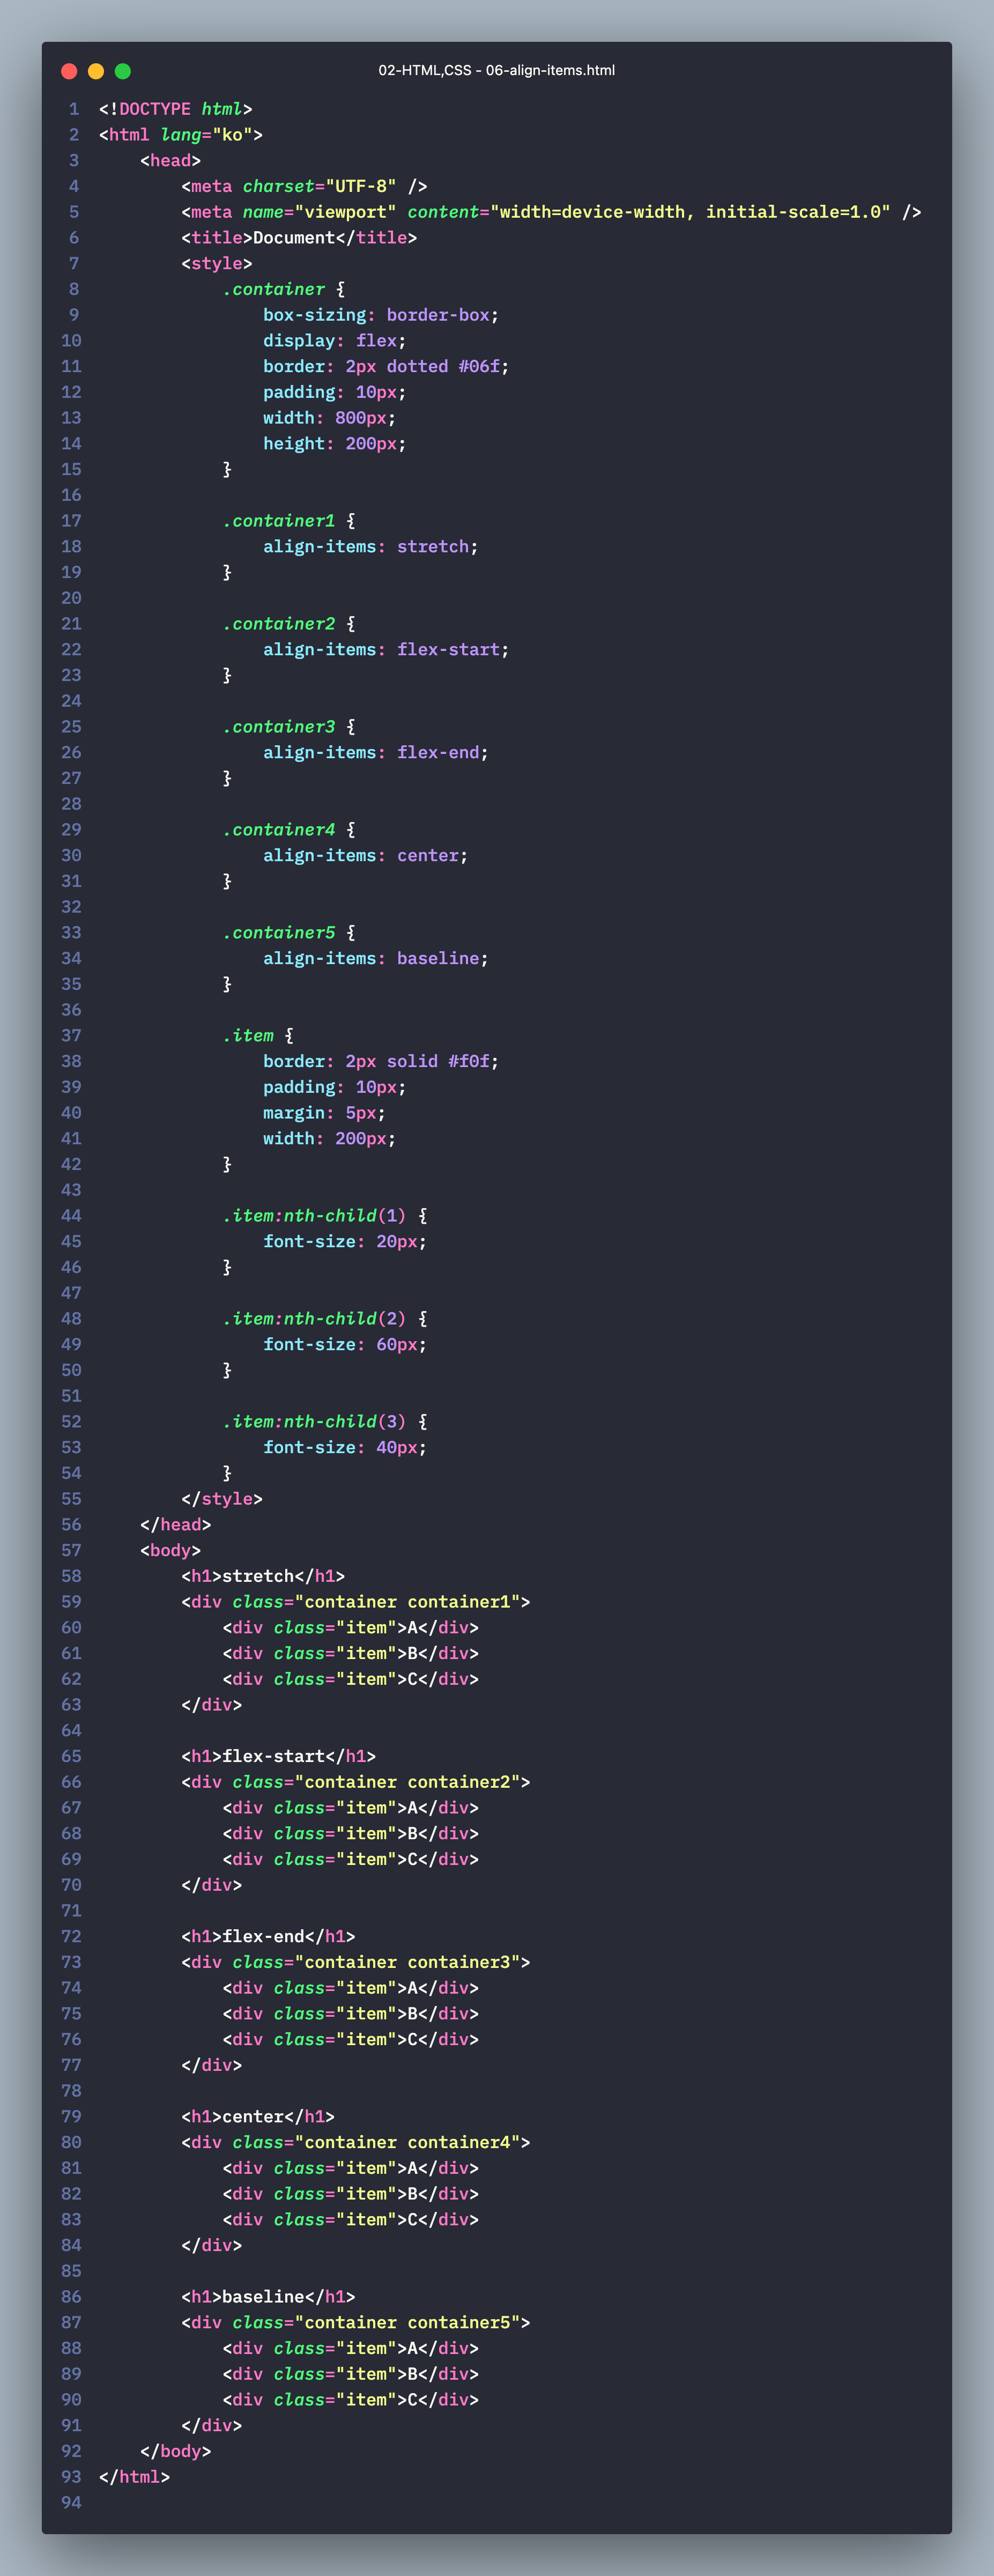 02-HTML,CSS - 06-align-items.html
1 <!DOCTYPE html>
2 <html lang="ko">
3     <head>
4         <meta charset="UTF-8" />
5         <meta name="viewport" content="width=device-width, initial-scale=1.0" />
6         <title>Document</title>
7         <style>
8             .container {
9                 box-sizing: border-box;
10                 display: flex;
11                 border: 2px dotted #06f;
12                 padding: 10px;
13                 width: 800px;
14                 height: 200px;
15             }
16
17             .container1 {
18                 align-items: stretch;
19             }
20
21             .container2 {
22                 align-items: flex-start;
23             }
24
25             .container3 {
26                 align-items: flex-end;
27             }
28
29             .container4 {
30                 align-items: center;
31             }
32
33             .container5 {
34                 align-items: baseline;
35             }
36
37             .item {
38                 border: 2px solid #f0f;
39                 padding: 10px;
40                 margin: 5px;
41                 width: 200px;
42             }
43
44             .item:nth-child(1) {
45                 font-size: 20px;
46             }
47
48             .item:nth-child(2) {
49                 font-size: 60px;
50             }
51
52             .item:nth-child(3) {
53                 font-size: 40px;
54             }
55         </style>
56     </head>
57     <body>
58         <h1>stretch</h1>
59         <div class="container container1">
60             <div class="item">A</div>
61             <div class="item">B</div>
62             <div class="item">C</div>
63         </div>
64
65         <h1>flex-start</h1>
66         <div class="container container2">
67             <div class="item">A</div>
68             <div class="item">B</div>
69             <div class="item">C</div>
70         </div>
71
72         <h1>flex-end</h1>
73         <div class="container container3">
74             <div class="item">A</div>
75             <div class="item">B</div>
76             <div class="item">C</div>
77         </div>
78
79         <h1>center</h1>
80         <div class="container container4">
81             <div class="item">A</div>
82             <div class="item">B</div>
83             <div class="item">C</div>
84         </div>
85
86         <h1>baseline</h1>
87         <div class="container container5">
88             <div class="item">A</div>
89             <div class="item">B</div>
90             <div class="item">C</div>
91         </div>
92     </body>
93 </html>
94